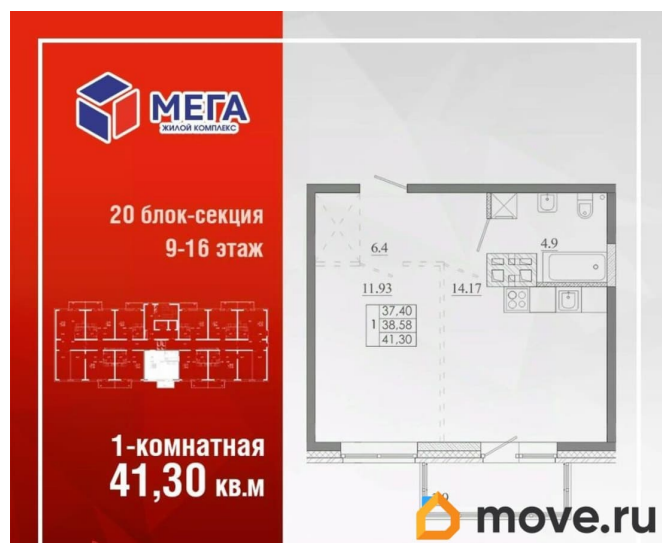 МЕГА
ЖИЛОЙ КОМПЛЕКС
20 блок-секция
9-16 этаж
1-комнатная
41,30 кв.м
6.4
4.9
11.93
14.17
37.40
1 38.58
41.30
move.ru